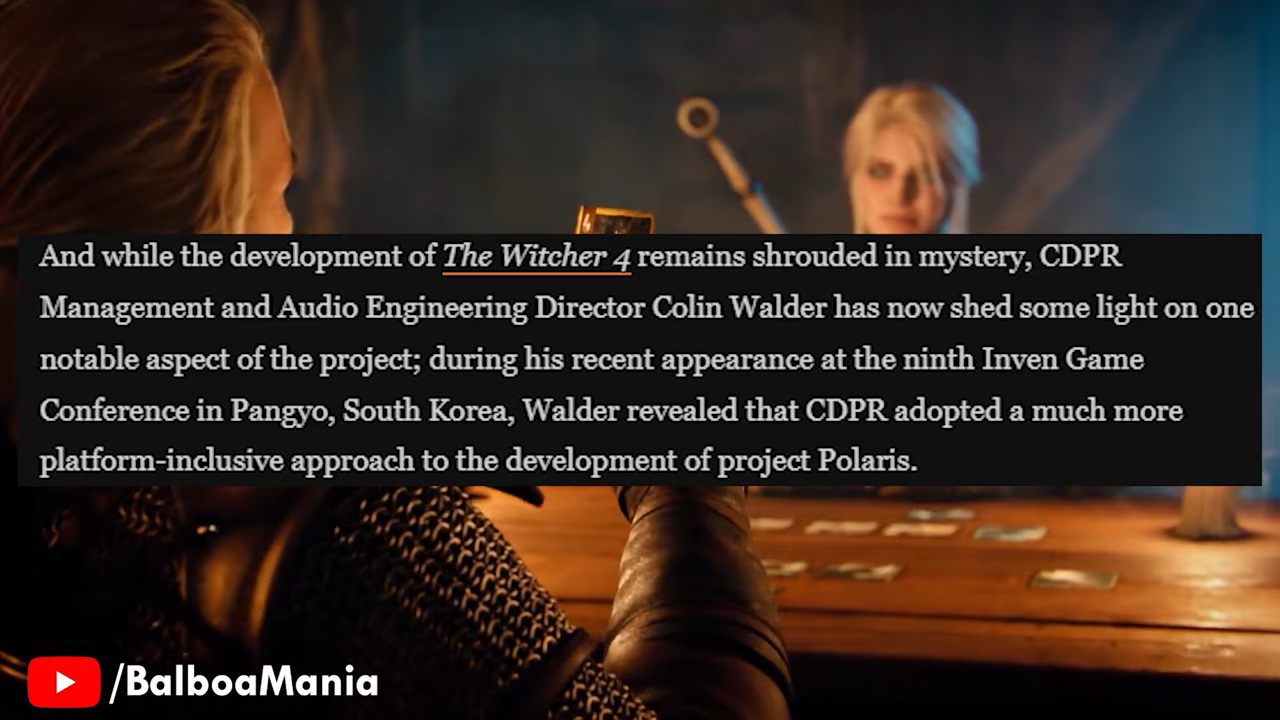 And while the development of The Witcher 4 remains shrouded in mystery, CDPR
Management and Audio Engineering Director Colin Walder has now shed some light on one
notable aspect of the project; during his recent appearance at the ninth Inven Game
Conference in Pangyo, South Korea, Walder revealed that CDPR adopted a much more
platform-inclusive approach to the development of project Polaris.
/BalboaMania